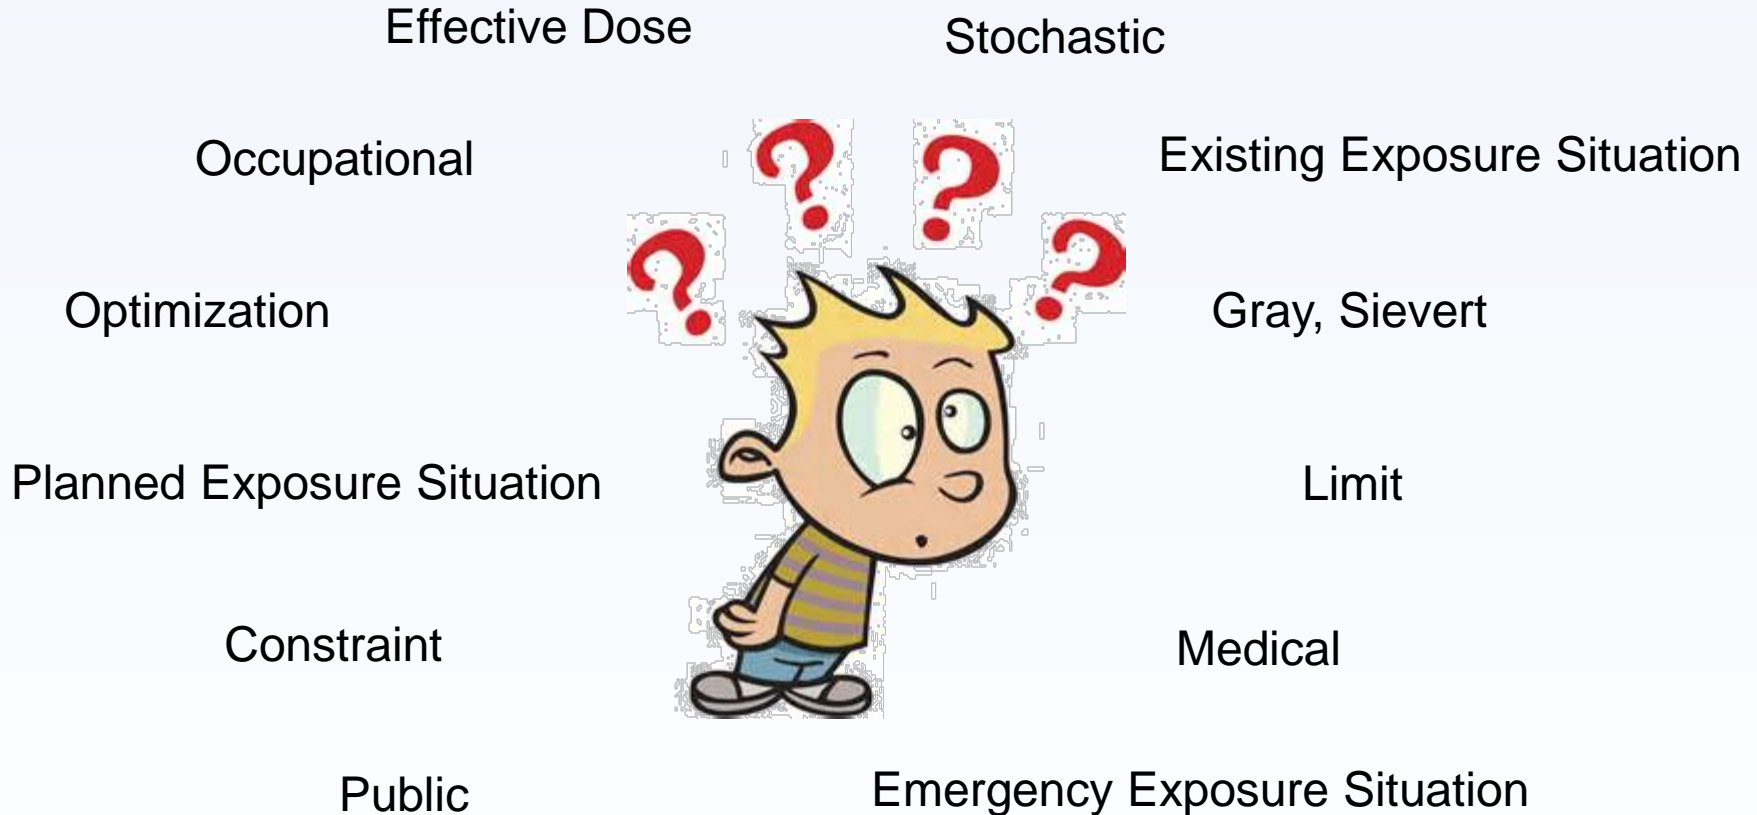 Effective Dose
Stochastic
Occupational
Existing Exposure Situation
? ? ? ?
Optimization
Gray, Sievert
Planned Exposure Situation
Limit
Constraint
Medical
Public
Emergency Exposure Situation